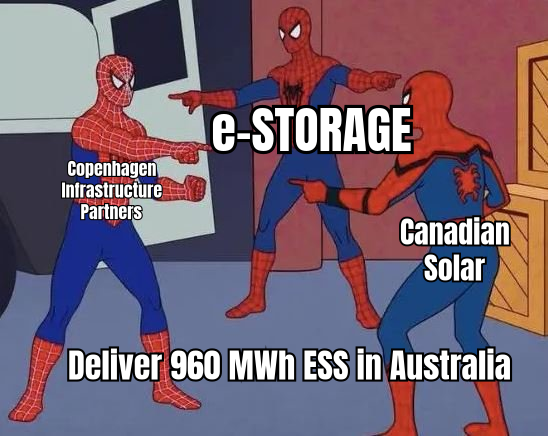 e-STORAGE
Copenhagen
Infrastructure
Partners
Canadian
Solar
Deliver 960 MWh ESS in Australia